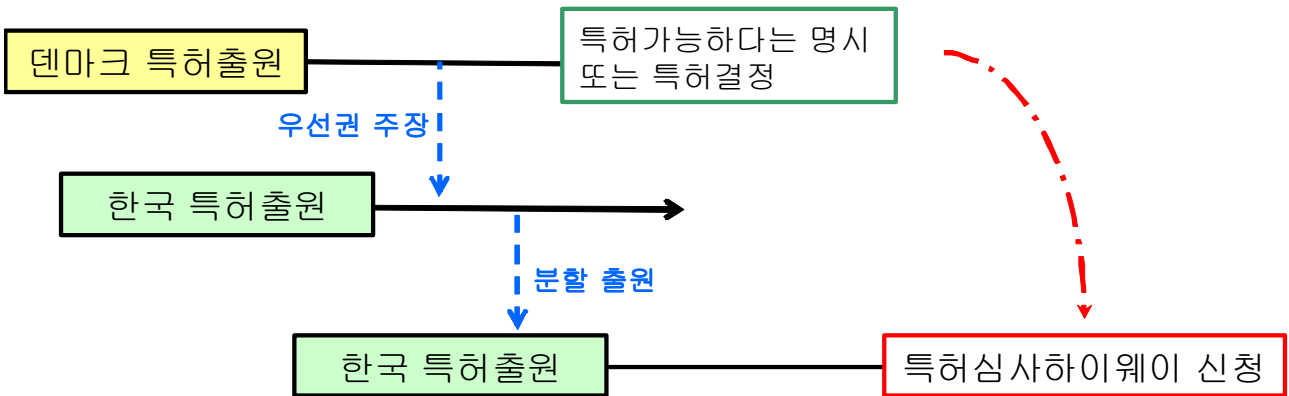 덴마크 특허출원
특허가능하다는 명시
또는 특허결정
우선권 주장
한국 특허출원
분할 출원
한국 특허출원
특허심사하이웨이 신청